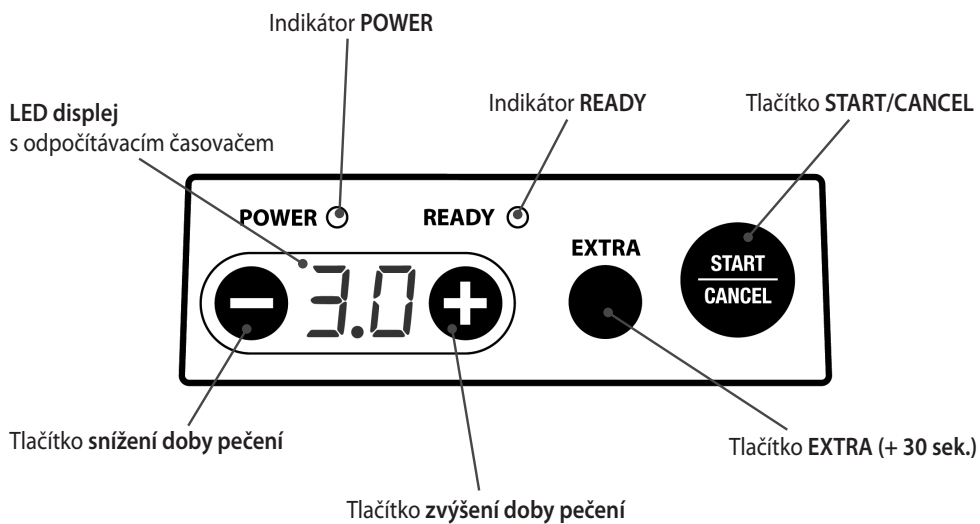 Indikátor POWER
LED displej
s odpočítávacím časovačem
Indikátor READY
Tlačítko START/CANCEL
POWER
READY
EXTRA
START
CANCEL
3.0
Tlačítko snížení doby pečení
Tlačítko EXTRA (+ 30 sek.)
Tlačítko zvýšení doby pečení